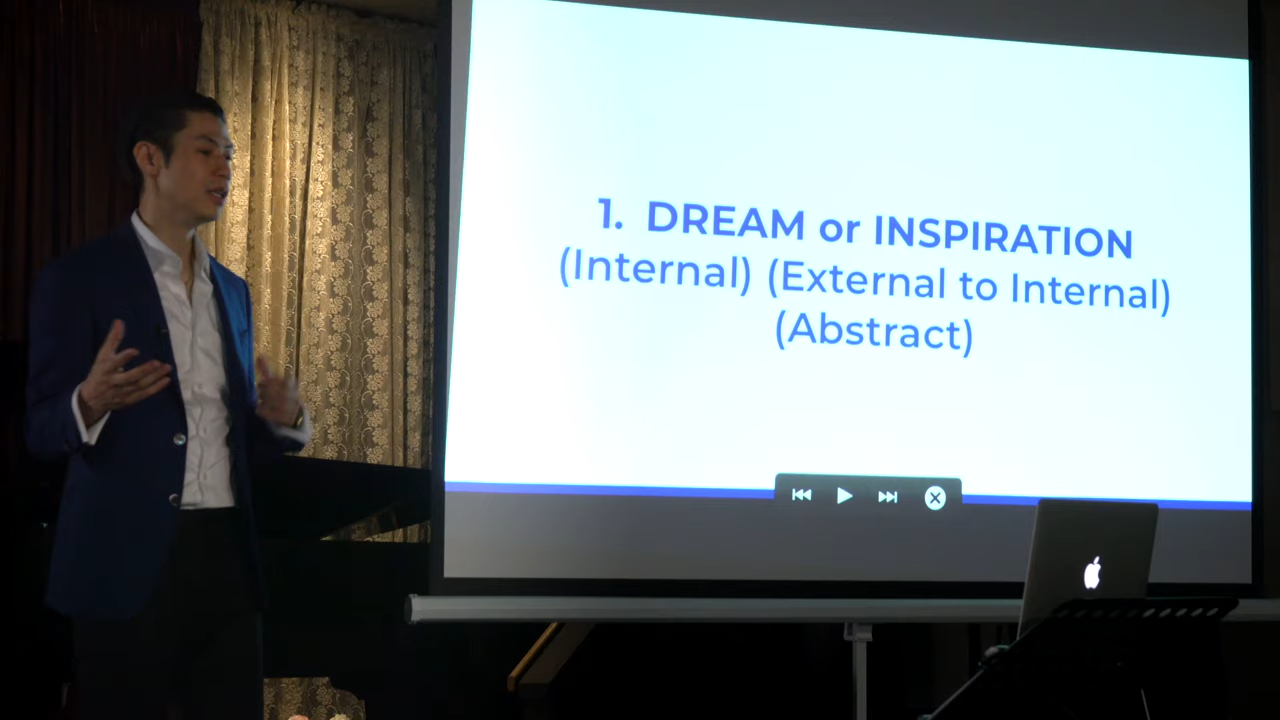 1. DREAM or INSPIRATION
(Internal) (External to Internal)
(Abstract)